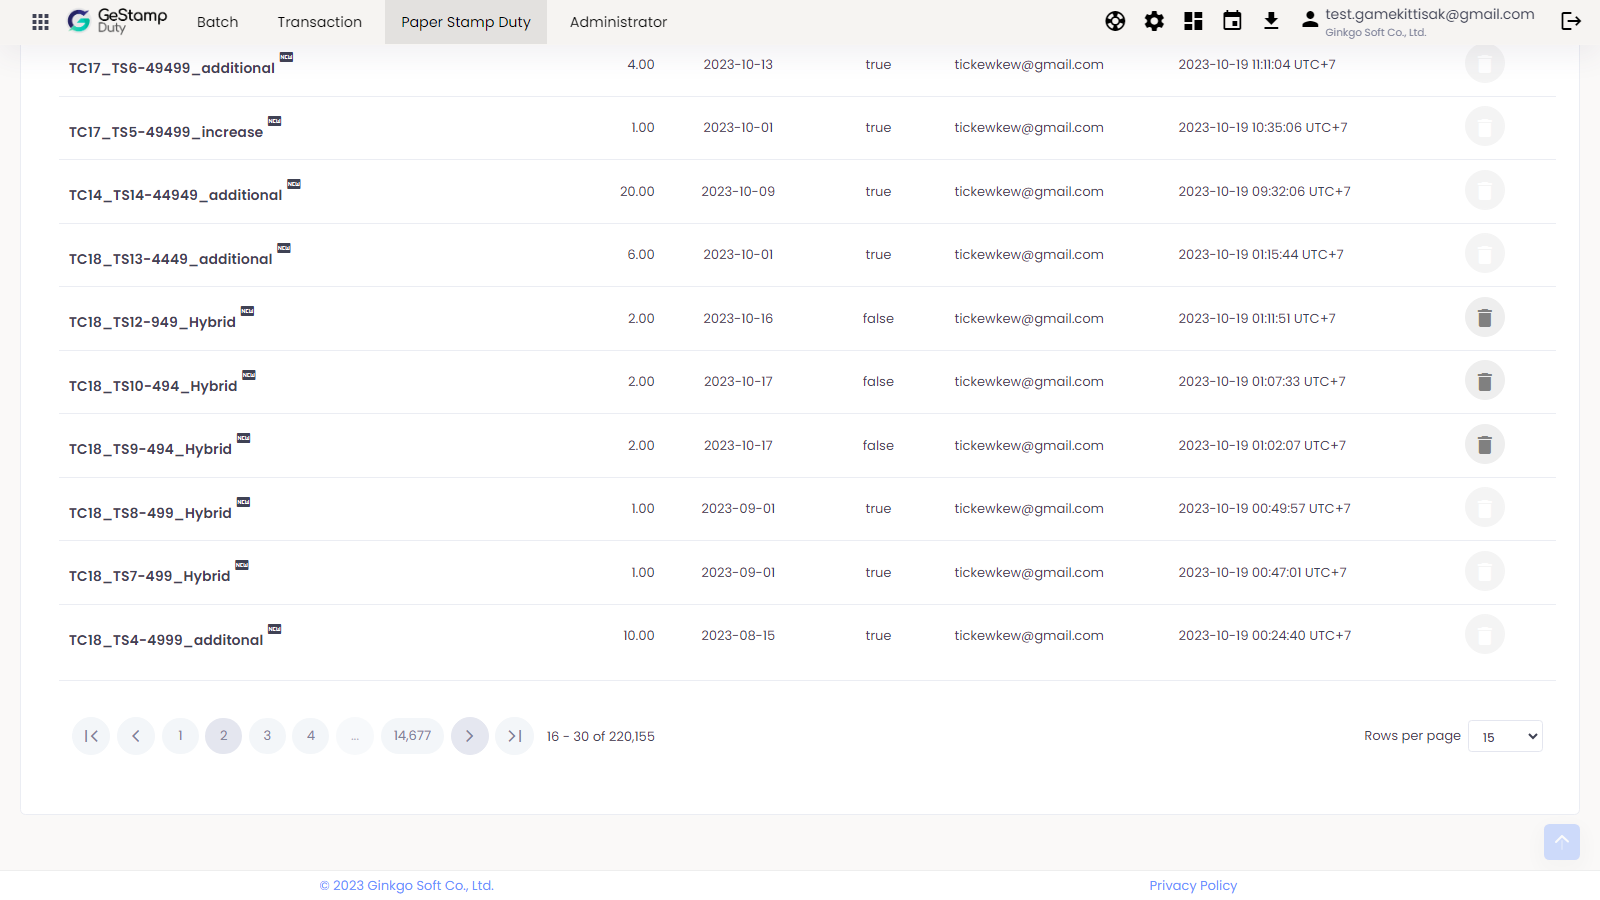 GeStamp
Duty
Batch
Transaction
Paper Stamp Duty
Administrator
test.gamekittisak@gmail.com
Ginkgo Soft Co., Ltd.
TC17_TS6-49499_additional NEW 4.00 2023-10-13 true tickewkew@gmail.com 2023-10-19 11:11:04 UTC+7
TC17_TS5-49499_increase NEW 1.00 2023-10-01 true tickewkew@gmail.com 2023-10-19 10:35:06 UTC+7
TC14_TS14-44949_additional NEW 20.00 2023-10-09 true tickewkew@gmail.com 2023-10-19 09:32:06 UTC+7
TC18_TS13-4449_additional NEW 6.00 2023-10-01 true tickewkew@gmail.com 2023-10-19 01:15:44 UTC+7
TC18_TS12-949_Hybrid NEW 2.00 2023-10-16 false tickewkew@gmail.com 2023-10-19 01:11:51 UTC+7
TC18_TS10-494_Hybrid NEW 2.00 2023-10-17 false tickewkew@gmail.com 2023-10-19 01:07:33 UTC+7
TC18_TS9-494_Hybrid NEW 2.00 2023-10-17 false tickewkew@gmail.com 2023-10-19 01:02:07 UTC+7
TC18_TS8-499_Hybrid NEW 1.00 2023-09-01 true tickewkew@gmail.com 2023-10-19 00:49:57 UTC+7
TC18_TS7-499_Hybrid NEW 1.00 2023-09-01 true tickewkew@gmail.com 2023-10-19 00:47:01 UTC+7
TC18_TS4-4999_additonal NEW 10.00 2023-08-15 true tickewkew@gmail.com 2023-10-19 00:24:40 UTC+7
1 2 3 4 ... 14,677 16 - 30 of 220,155
Rows per page 15
© 2023 Ginkgo Soft Co., Ltd.
Privacy Policy